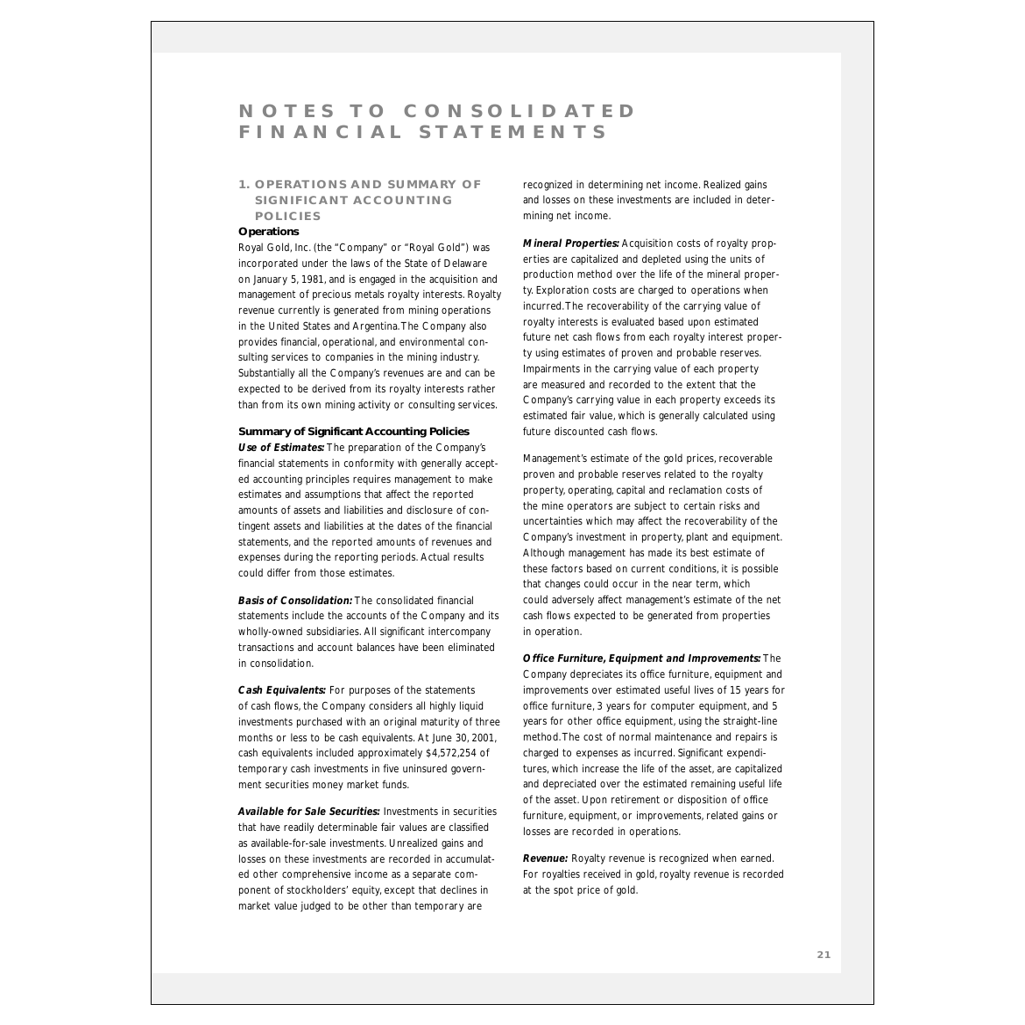 NOTES TO CONSOLIDATED
FINANCIAL STATEMENTS
1. OPERATIONS AND SUMMARY OF
SIGNIFICANT ACCOUNTING
POLICIES
Operations
Royal Gold, Inc. (the “Company” or “Royal Gold”) was
incorporated under the laws of the State of Delaware
on January 5, 1981, and is engaged in the acquisition and
management of precious metals royalty interests. Royalty
revenue currently is generated from mining operations
in the United States and Argentina. The Company also
provides financial, operational, and environmental con-
sulting services to companies in the mining industry.
Substantially all the Company’s revenues are and can be
expected to be derived from its royalty interests rather
than from its own mining activity or consulting services.
Summary of Significant Accounting Policies
Use of Estimates: The preparation of the Company’s
financial statements in conformity with generally accept-
ed accounting principles requires management to make
estimates and assumptions that affect the reported
amounts of assets and liabilities and disclosure of con-
tingent assets and liabilities at the dates of the financial
statements, and the reported amounts of revenues and
expenses during the reporting periods. Actual results
could differ from those estimates.
Basis of Consolidation: The consolidated financial
statements include the accounts of the Company and its
wholly-owned subsidiaries. All significant intercompany
transactions and account balances have been eliminated
in consolidation.
Cash Equivalents: For purposes of the statements
of cash flows, the Company considers all highly liquid
investments purchased with an original maturity of three
months or less to be cash equivalents. At June 30, 2001,
cash equivalents included approximately $4,572,254 of
temporary cash investments in five uninsured govern-
ment securities money market funds.
Available for Sale Securities: Investments in securities
that have readily determinable fair values are classified
as available-for-sale investments. Unrealized gains and
losses on these investments are recorded in accumulat-
ed other comprehensive income as a separate com-
ponent of stockholders’ equity, except that declines in
market value judged to be other than temporary are
recognized in determining net income. Realized gains
and losses on these investments are included in deter-
mining net income.
Mineral Properties: Acquisition costs of royalty prop-
erties are capitalized and depleted using the units of
production method over the life of the mineral proper-
ty. Exploration costs are charged to operations when
incurred. The recoverability of the carrying value of
royalty interests is evaluated based upon estimated
future net cash flows from each royalty interest proper-
ty using estimates of proven and probable reserves.
Impairments in the carrying value of each property
are measured and recorded to the extent that the
Company’s carrying value in each property exceeds its
estimated fair value, which is generally calculated using
future discounted cash flows.
Management’s estimate of the gold prices, recoverable
proven and probable reserves related to the royalty
property, operating, capital and reclamation costs of
the mine operators are subject to certain risks and
uncertainties which may affect the recoverability of the
Company’s investment in property, plant and equipment.
Although management has made its best estimate of
these factors based on current conditions, it is possible
that changes could occur in the near term, which
could adversely affect management’s estimate of the net
cash flows expected to be generated from properties
in operation.
Office Furniture, Equipment and Improvements: The
Company depreciates its office furniture, equipment and
improvements over estimated useful lives of 15 years for
office furniture, 3 years for computer equipment, and 5
years for other office equipment, using the straight-line
method. The cost of normal maintenance and repairs is
charged to expenses as incurred. Significant expendi-
tures, which increase the life of the asset, are capitalized
and depreciated over the estimated remaining useful life
of the asset. Upon retirement or disposition of office
furniture, equipment, or improvements, related gains or
losses are recorded in operations.
Revenue: Royalty revenue is recognized when earned.
For royalties received in gold, royalty revenue is recorded
at the spot price of gold.
21